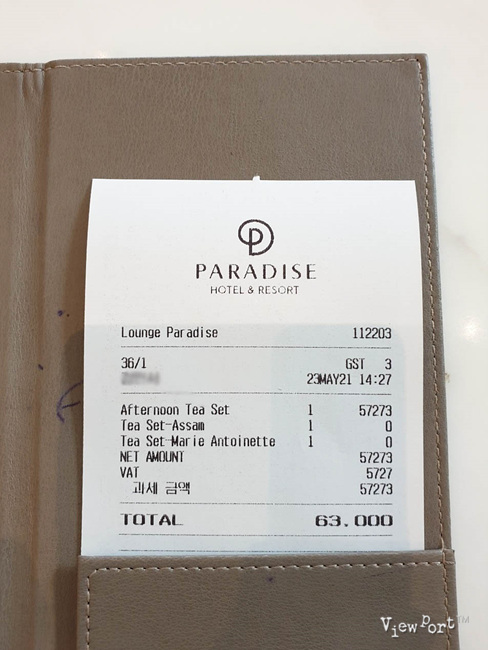 PARADISE
HOTEL & RESORT
Lounge Paradise 112203
36/1 GST 3
23MAY21 14:27
Afternoon Tea Set 1 57273
Tea Set-Assam 1 0
Tea Set-Marie Antoinette 1 0
NET AMOUNT 57273
VAT 5727
과세 금액 57273
TOTAL 63.000
View Port™